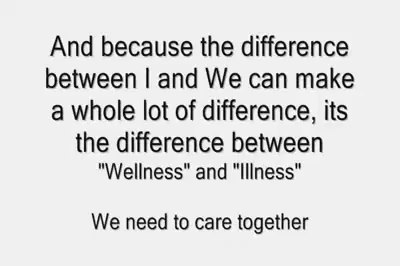 And because the difference
between I and We can make
a whole lot of difference, its
the difference between
"Wellness" and "Illness"
We need to care together